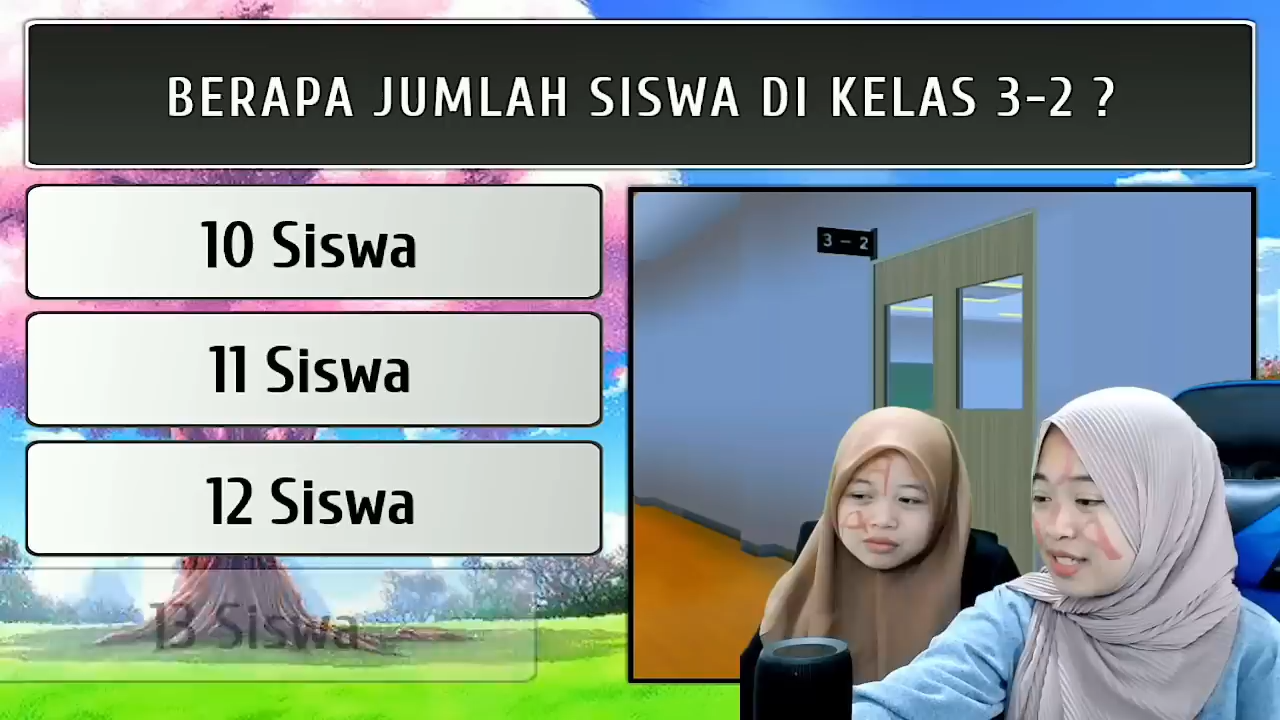 BERAPA JUMLAH SISWA DI KELAS 3-2 ?
10 Siswa
11 Siswa
12 Siswa
13 Siswa
3 - 2